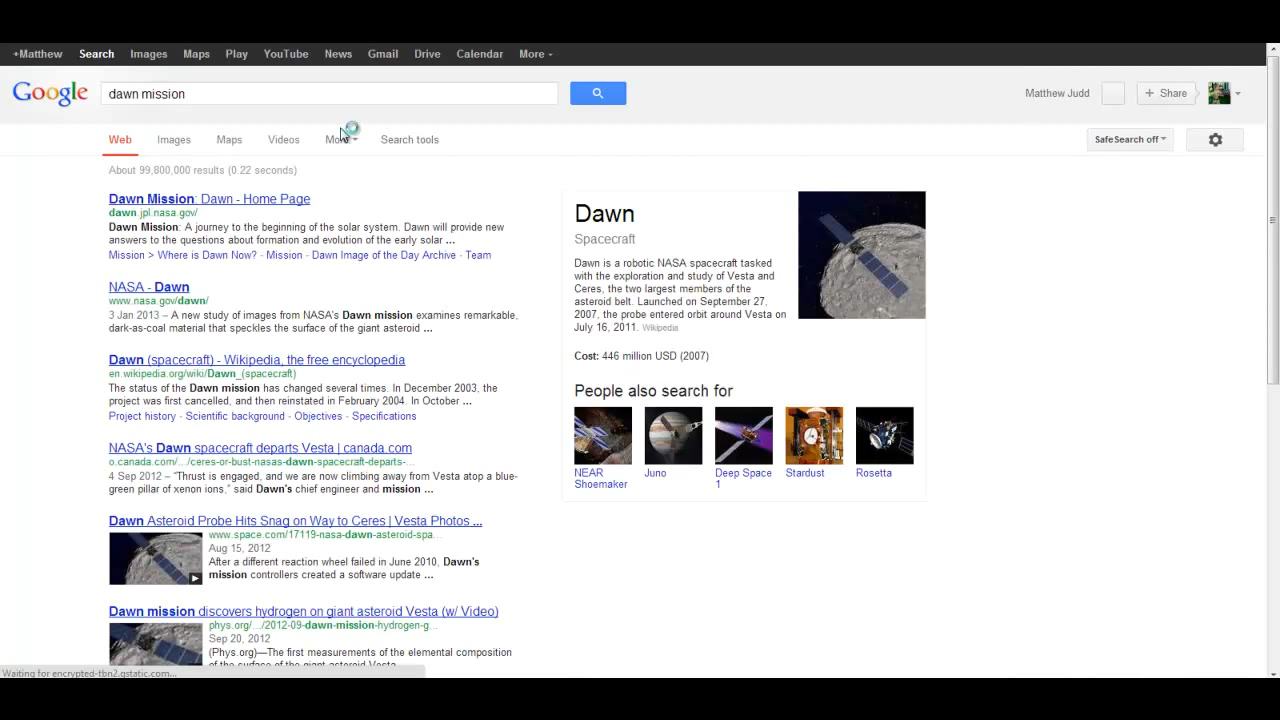 +Matthew Search Images Maps Play YouTube News Gmail Drive Calendar More
Google dawn mission Matthew Judd + Share
Web Images Maps Videos More Search tools SafeSearch off
About 99,800,000 results (0.22 seconds)
Dawn Mission: Dawn - Home Page
dawn.jpl.nasa.gov/
Dawn Mission: A journey to the beginning of the solar system. Dawn will provide new
answers to the questions about formation and evolution of the early solar ...
Mission > Where is Dawn Now? - Mission - Dawn Image of the Day Archive - Team
NASA - Dawn
www.nasa.gov/dawn/
3 Jan 2013 – A new study of images from NASA's Dawn mission examines remarkable,
dark-as-coal material that speckles the surface of the giant asteroid ...
Dawn (spacecraft) - Wikipedia, the free encyclopedia
en.wikipedia.org/wiki/Dawn_(spacecraft)
The status of the Dawn mission has changed several times. In December 2003, the
project was first cancelled, and then reinstated in February 2004. In October ...
Project history - Scientific background - Objectives - Specifications
NASA's Dawn spacecraft departs Vesta | canada.com
o.canada.com/.../ceres-or-bust-nasas-dawn-spacecraft-departs-...
4 Sep 2012 – "Thrust is engaged, and we are now climbing away from Vesta atop a blue-
green pillar of xenon ions," said Dawn's chief engineer and mission ...
Dawn Asteroid Probe Hits Snag on Way to Ceres | Vesta Photos ...
www.space.com/17119-nasa-dawn-asteroid-spa...
Aug 15, 2012
After a different reaction wheel failed in June 2010, Dawn's
mission controllers created a software update ...
Dawn mission discovers hydrogen on giant asteroid Vesta (w/ Video)
phys.org/.../2012-09-dawn-mission-hydrogen-g...
Sep 20, 2012
(Phys.org)—The first measurements of the elemental composition
of the surface of the giant asteroid Vesta
Dawn
Spacecraft
Dawn is a robotic NASA spacecraft tasked
with the exploration and study of Vesta and
Ceres, the two largest members of the
asteroid belt. Launched on September 27,
2007, the probe entered orbit around Vesta on
July 16, 2011. Wikipedia
Cost: 446 million USD (2007)
People also search for
NEAR Shoemaker
Juno
Deep Space 1
Stardust
Rosetta
Waiting for encrypted-tbn2.gstatic.com...